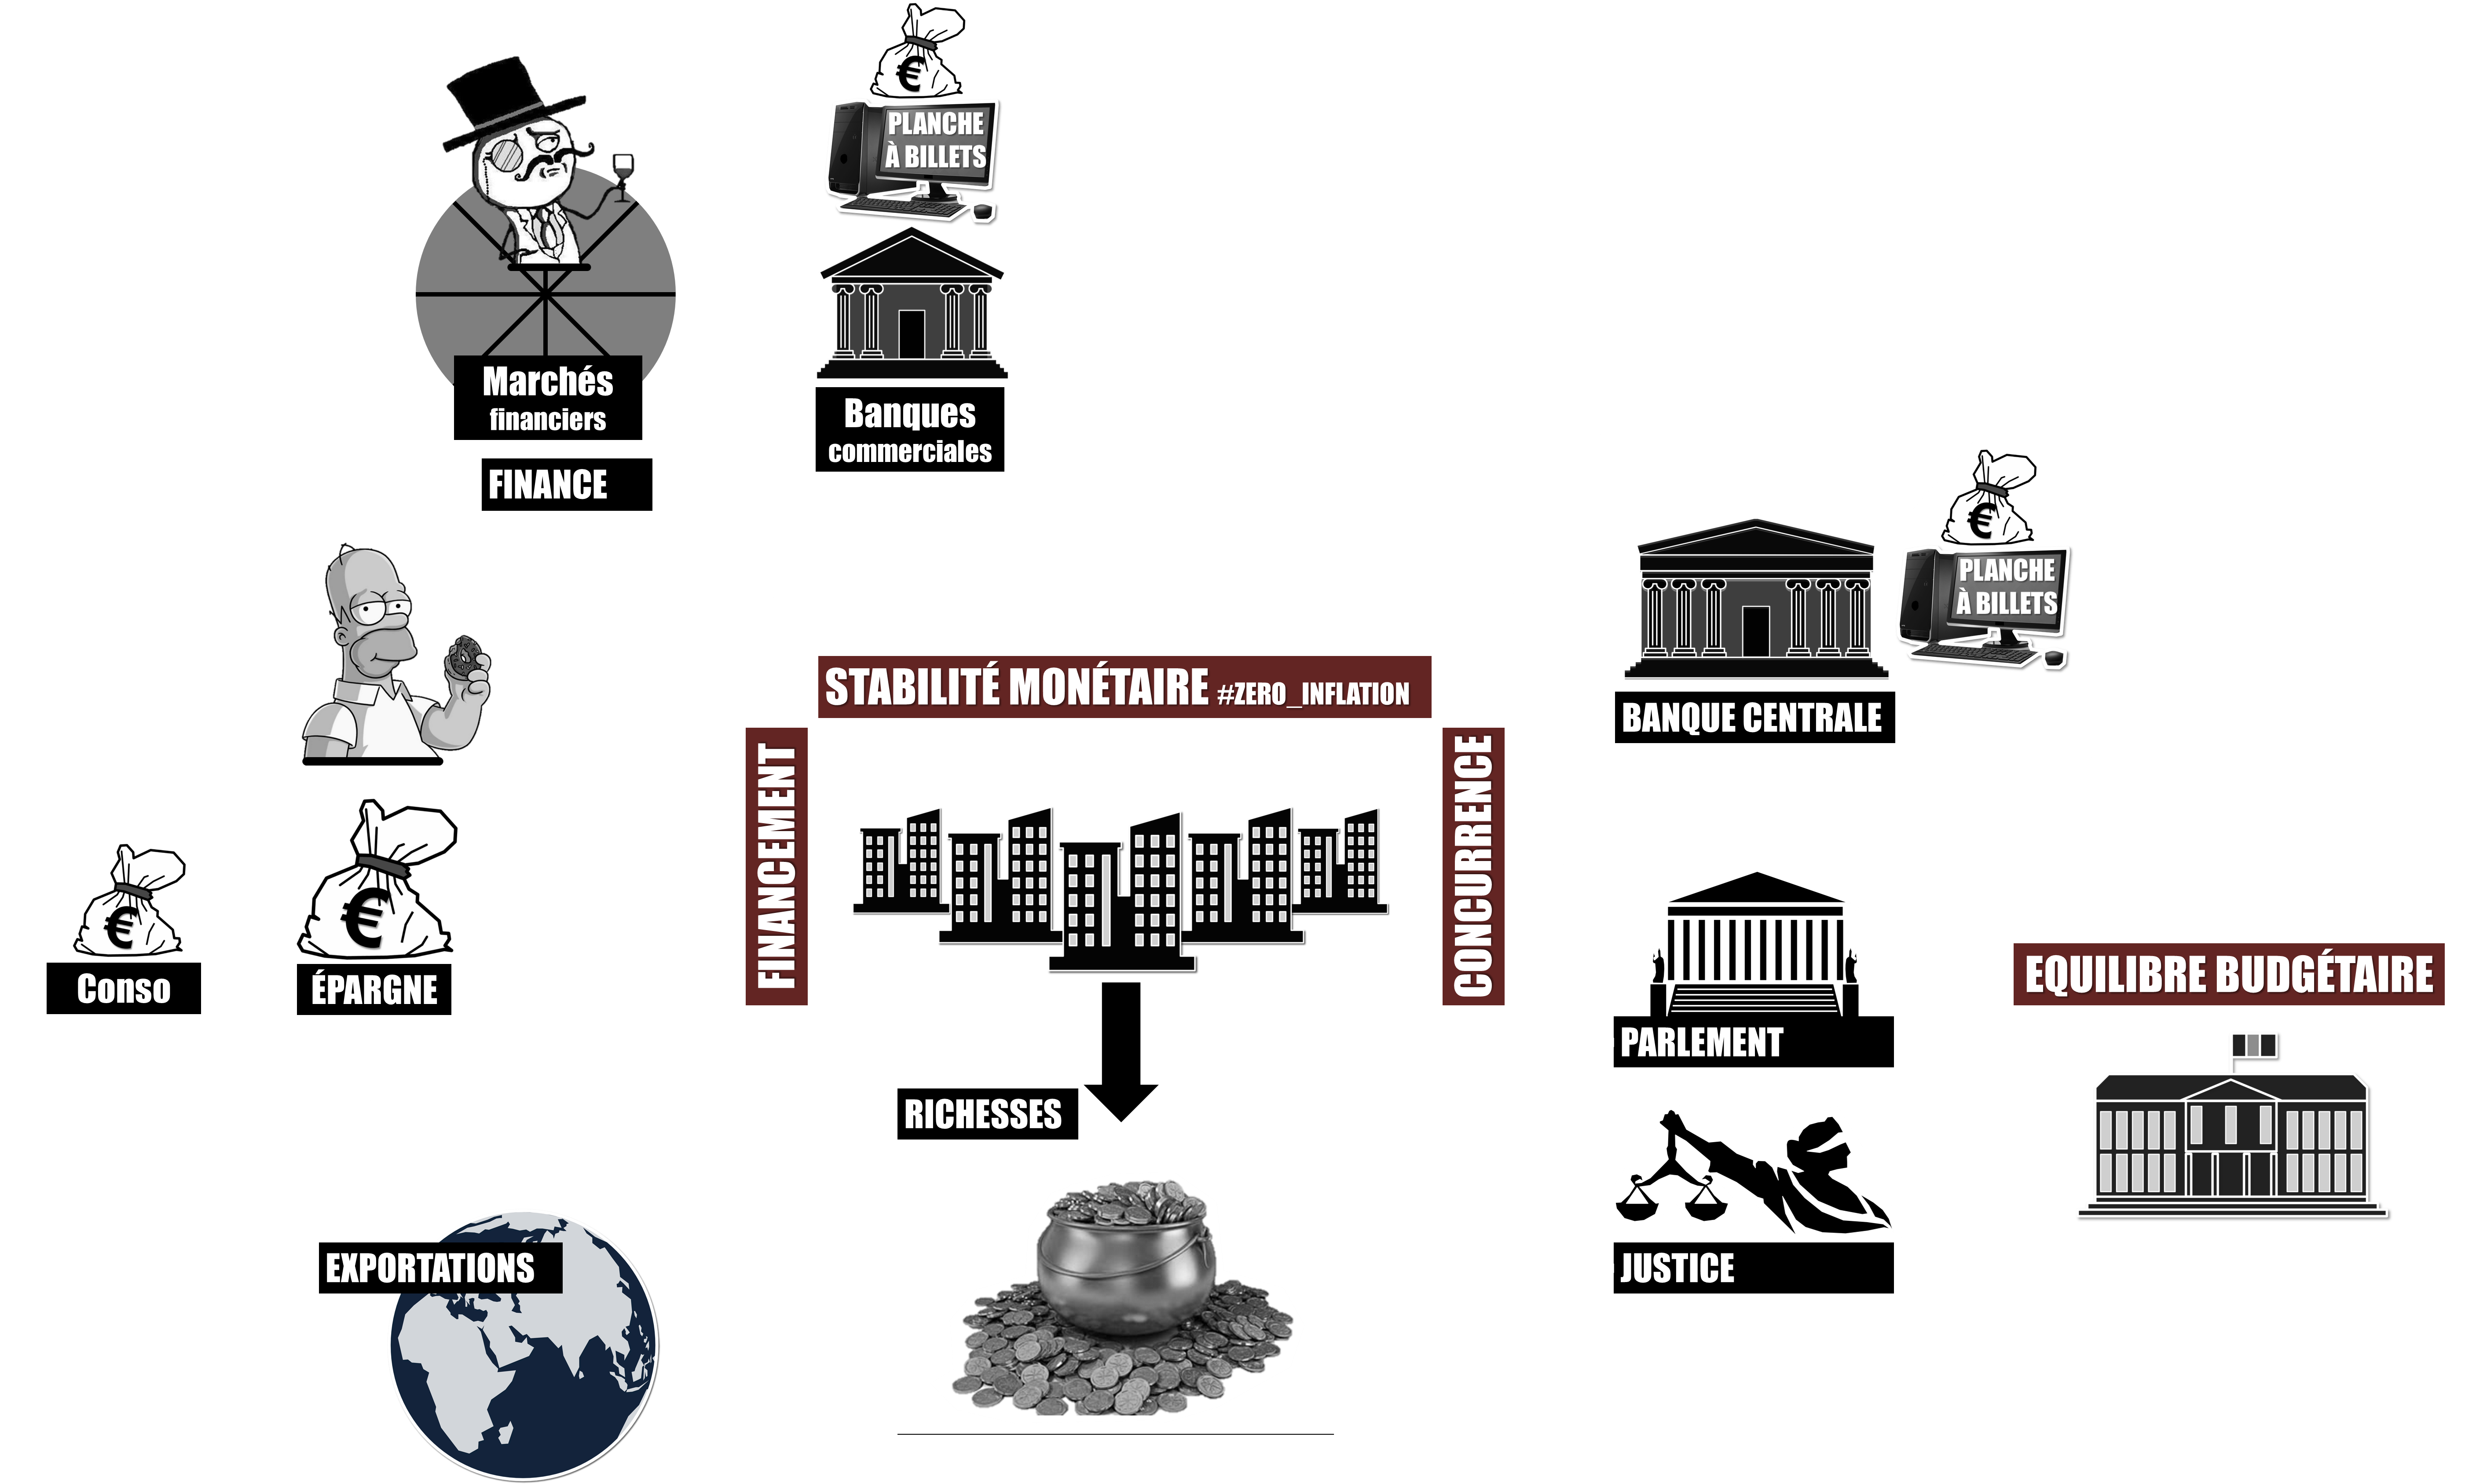 €
PLANCHE
À BILLETS
Marchés
financiers
Banques
commerciales
FINANCE
€
PLANCHE
À BILLETS
BANQUE CENTRALE
STABILITÉ MONÉTAIRE #ZERO_INFLATION
FINANCEMENT
CONCURRENCE
€
Conso
€
ÉPARGNE
PARLEMENT
EQUILIBRE BUDGÉTAIRE
RICHESSES
JUSTICE
EXPORTATIONS